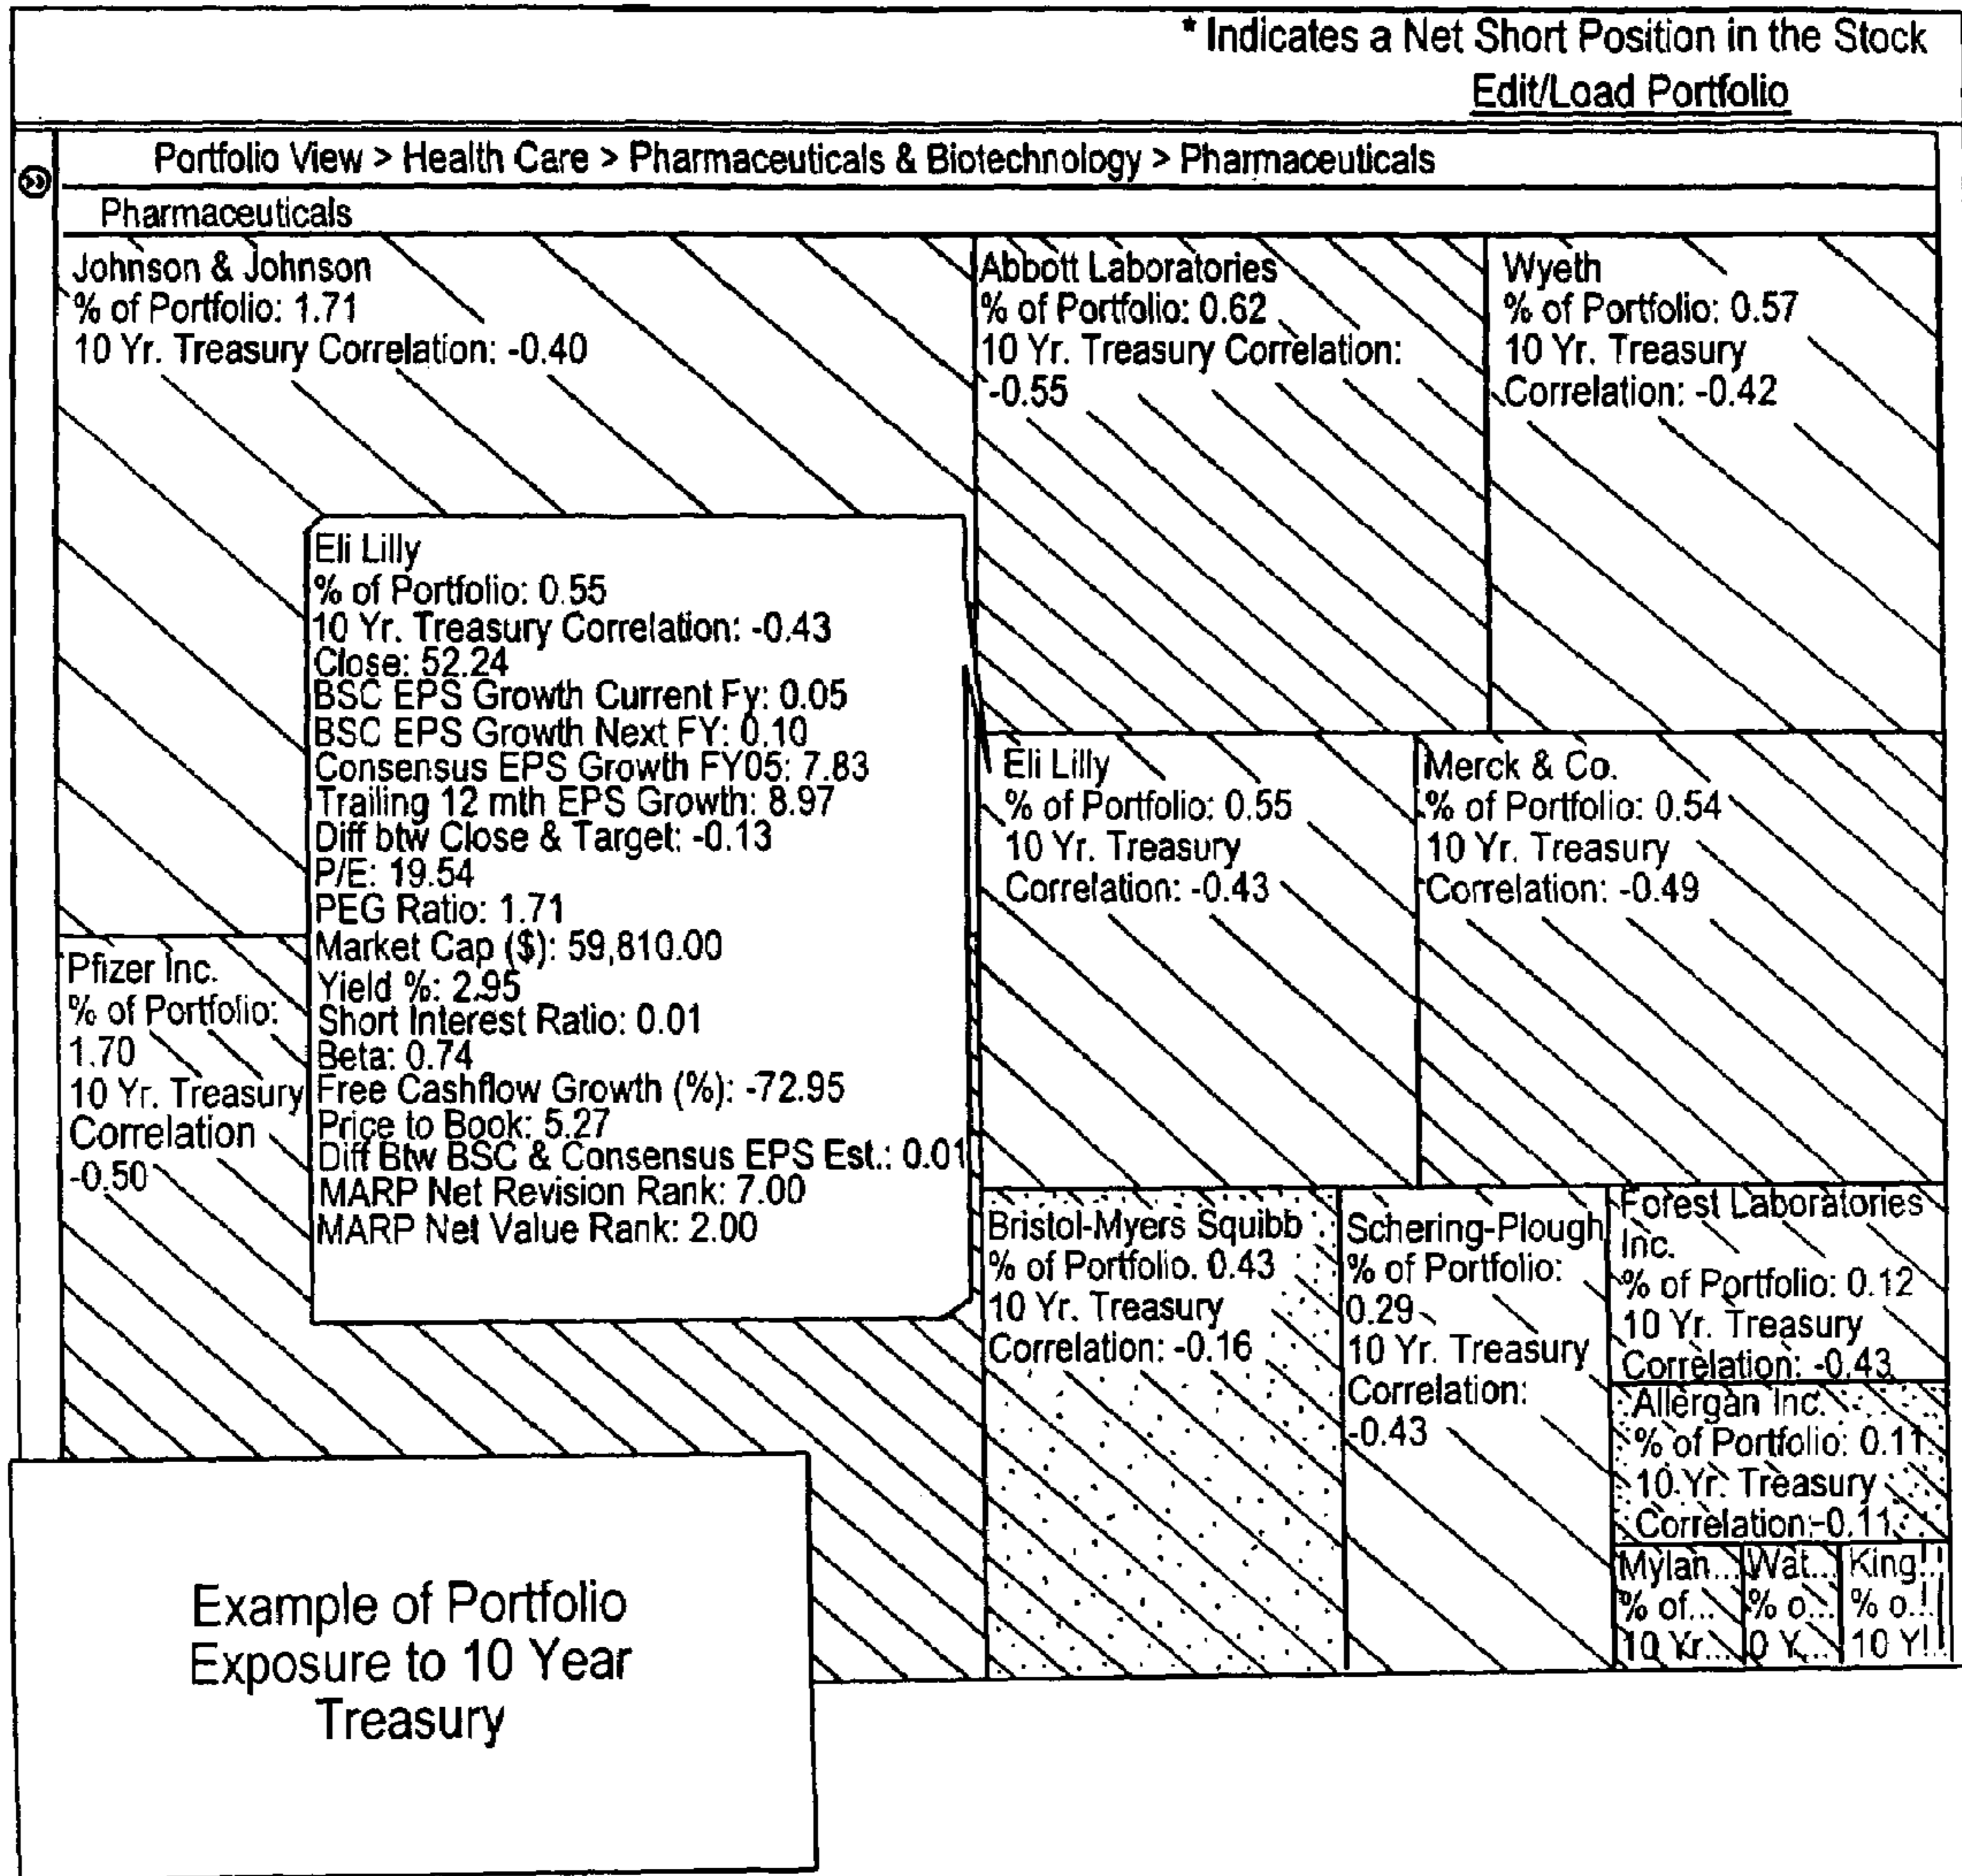 * Indicates a Net Short Position in the Stock
Edit/Load Portfolio
Portfolio View > Health Care > Pharmaceuticals & Biotechnology > Pharmaceuticals
Pharmaceuticals
Johnson & Johnson
% of Portfolio: 1.71
10 Yr. Treasury Correlation: -0.40
Abbott Laboratories
% of Portfolio: 0.62
10 Yr. Treasury Correlation:
-0.55
Wyeth
% of Portfolio: 0.57
10 Yr. Treasury
Correlation: -0.42
Eli Lilly
% of Portfolio: 0.55
10 Yr. Treasury Correlation: -0.43
Close: 52.24
BSC EPS Growth Current Fy: 0.05
BSC EPS Growth Next FY: 0.10
Consensus EPS Growth FY05: 7.83
Trailing 12 mth EPS Growth: 8.97
Diff btw Close & Target: -0.13
P/E: 19.54
PEG Ratio: 1.71
Market Cap ($): 59,810.00
Yield %: 2.95
Short Interest Ratio: 0.01
Beta: 0.74
Free Cashflow Growth (%): -72.95
Price to Book: 5.27
Diff Btw BSC & Consensus EPS Est.: 0.01
MARP Net Revision Rank: 7.00
MARP Net Value Rank: 2.00
Eli Lilly
% of Portfolio: 0.55
10 Yr. Treasury
Correlation: -0.43
Merck & Co.
% of Portfolio: 0.54
10 Yr. Treasury
Correlation: -0.49
Pfizer Inc.
% of Portfolio:
1.70
10 Yr. Treasury
Correlation
-0.50
Bristol-Myers Squibb
% of Portfolio. 0.43
10 Yr. Treasury
Correlation: -0.16
Schering-Plough
% of Portfolio:
0.29
10 Yr. Treasury
Correlation:
-0.43
Forest Laboratories
Inc.
% of Portfolio: 0.12
10 Yr. Treasury
Correlation: -0.43
Allergan Inc.
% of Portfolio: 0.11
10 Yr. Treasury
Correlation:-0.11
Mylan...
% of...
10 Yr...
Wat...
% o...
0 Y...
King...
% o...
10 Y...
Example of Portfolio
Exposure to 10 Year
Treasury